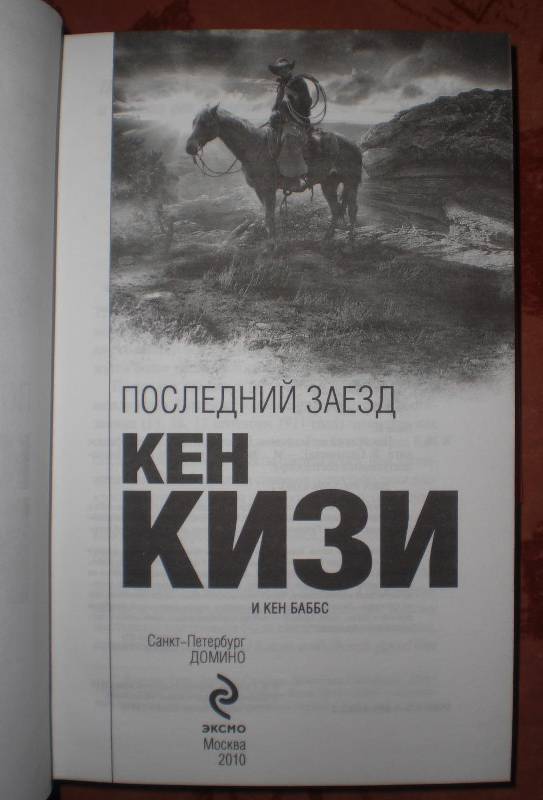 ПОСЛЕДНИЙ ЗАЕЗД
КЕН
КИЗИ
И КЕН БАББС
Санкт-Петербург
ДОМИНО
ЭКСМО
Москва
2010